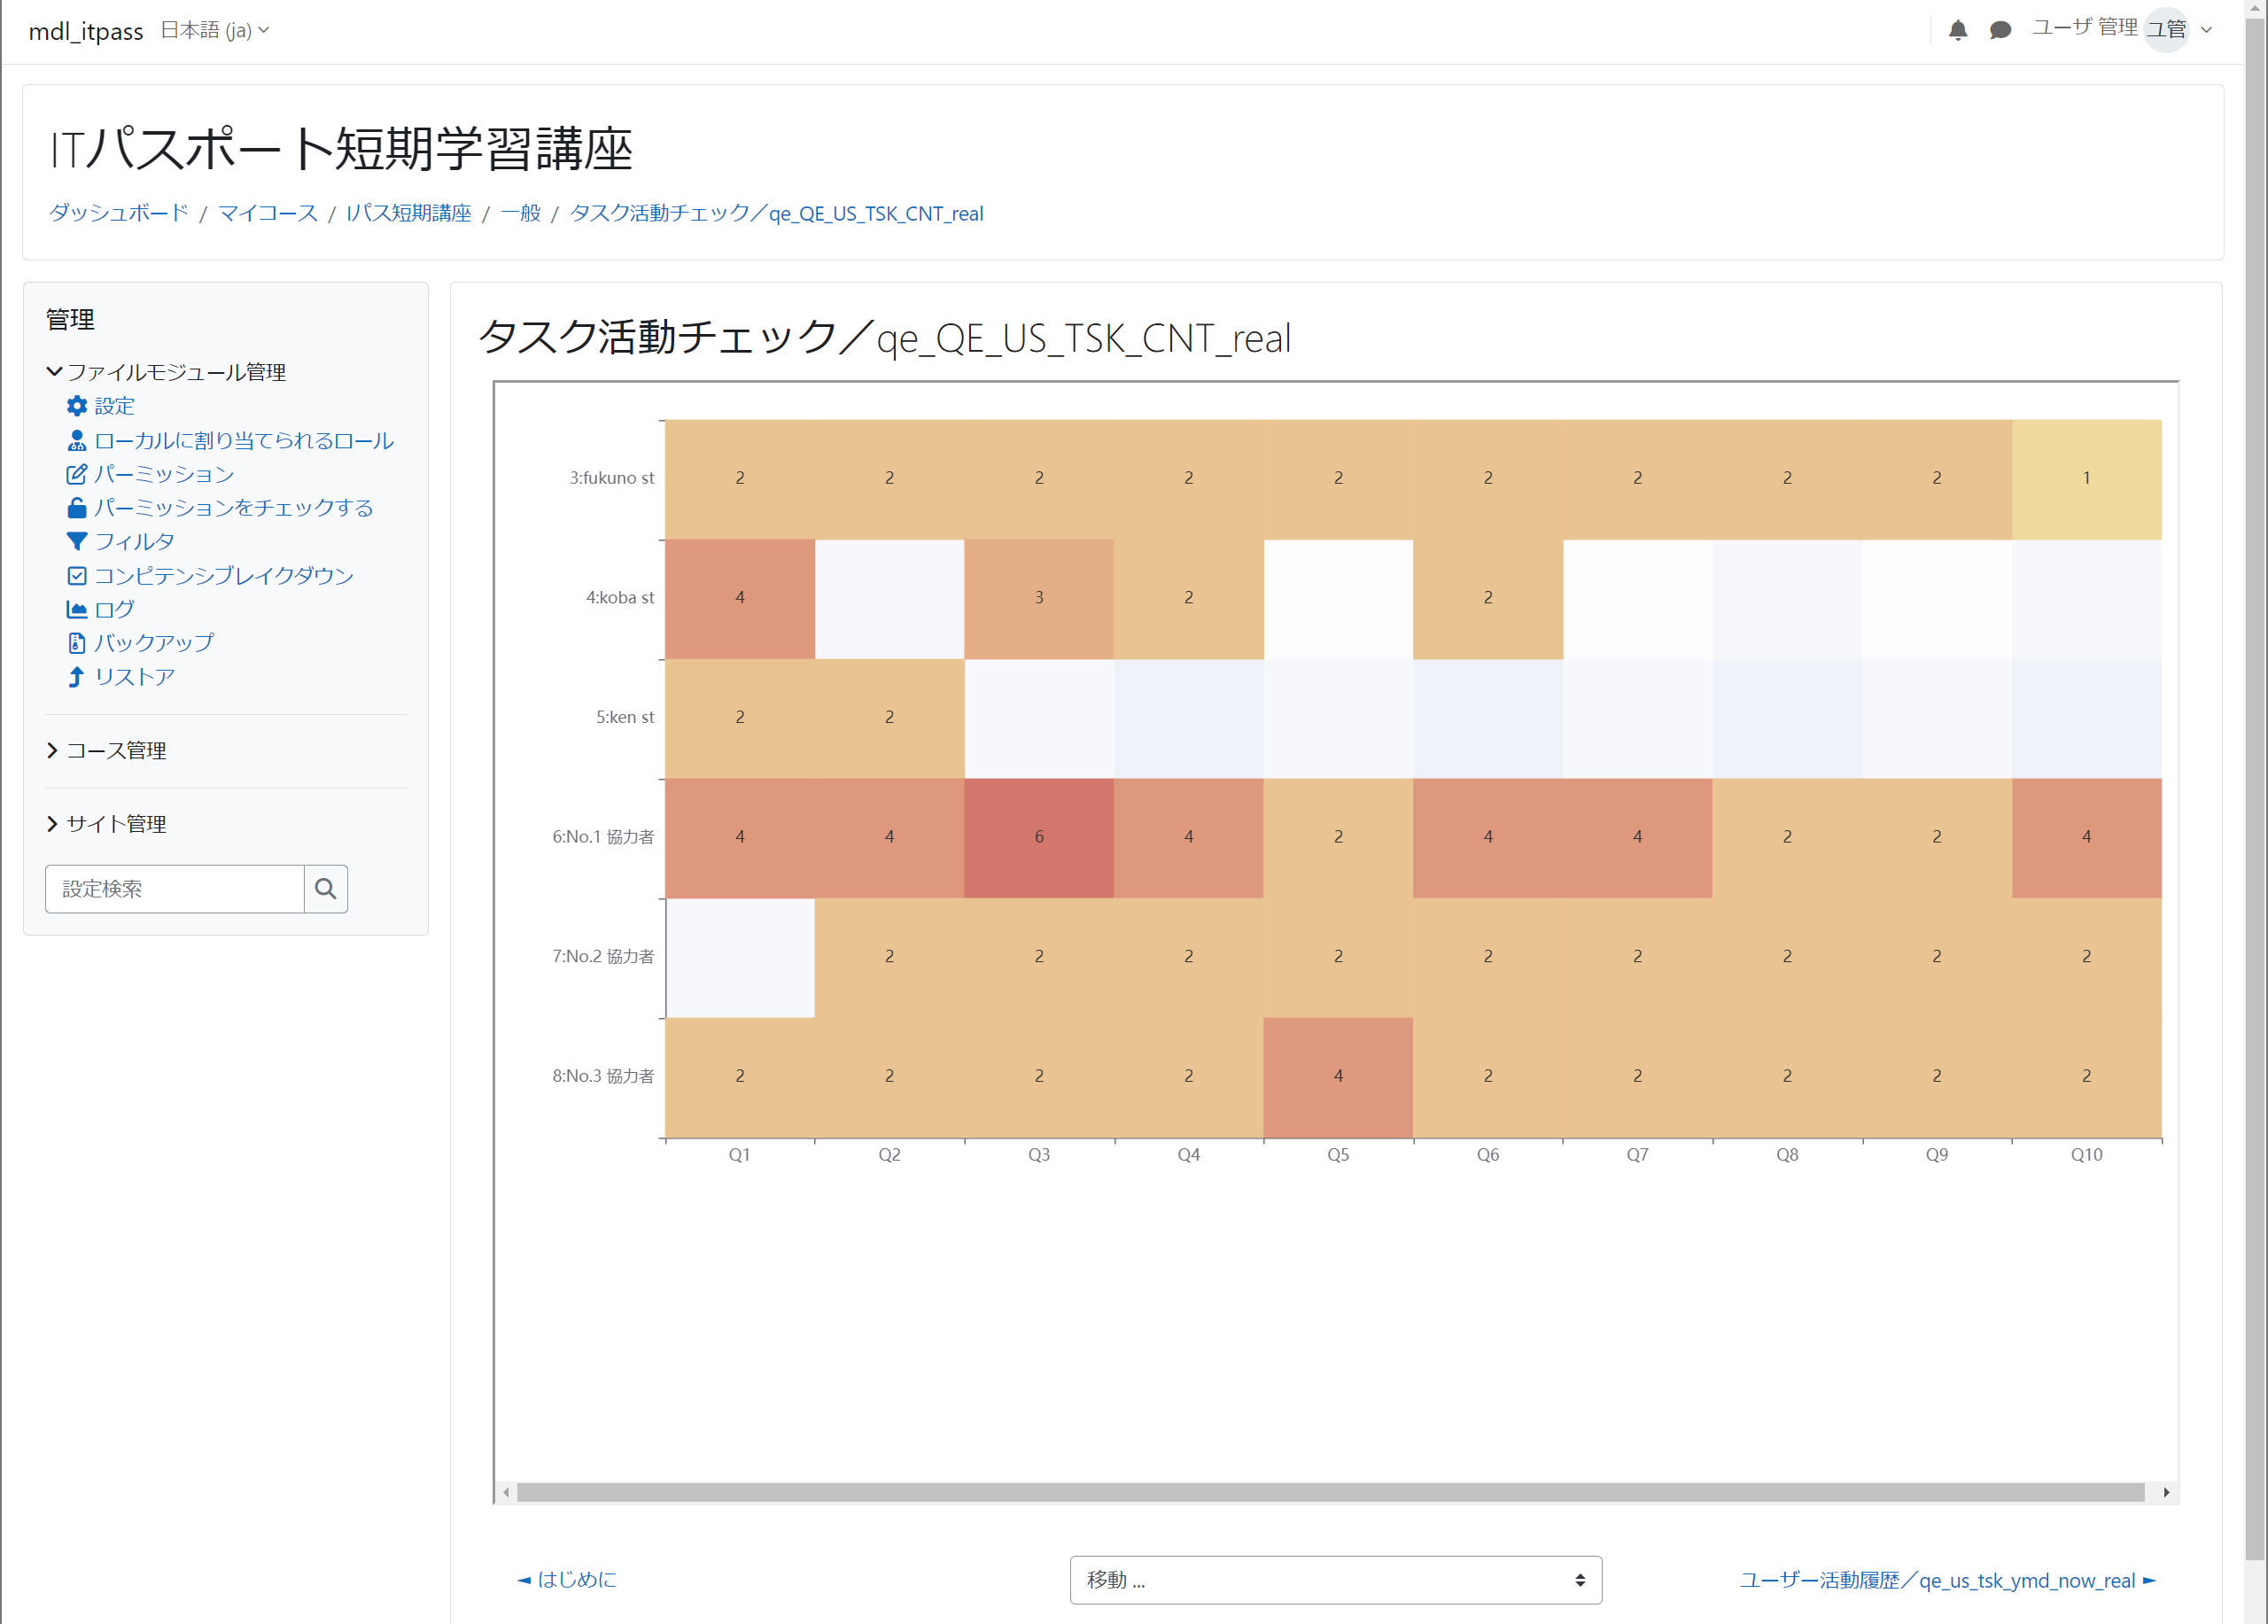 mdl_itpass 日本語 (ja)
ユーザ 管理 ユ管
ITパスポート短期学習講座
ダッシュボード / マイコース / Iパス短期講座 / 一般 / タスク活動チェック／qe_QE_US_TSK_CNT_real
管理
ファイルモジュール管理
設定
ローカルに割り当てられるロール
パーミッション
パーミッションをチェックする
フィルタ
コンピテンシブレイクダウン
ログ
バックアップ
リストア
コース管理
サイト管理
設定検索
タスク活動チェック／qe_QE_US_TSK_CNT_real
3:fukuno st 2 2 2 2 2 2 2 2 2 1
4:koba st 4 3 2 2
5:ken st 2 2
6:No.1 協力者 4 4 6 4 2 4 4 2 2 4
7:No.2 協力者 2 2 2 2 2 2 2 2 2
8:No.3 協力者 2 2 2 2 4 2 2 2 2 2
Q1 Q2 Q3 Q4 Q5 Q6 Q7 Q8 Q9 Q10
◄ はじめに
移動 ...
ユーザー活動履歴／qe_us_tsk_ymd_now_real ►